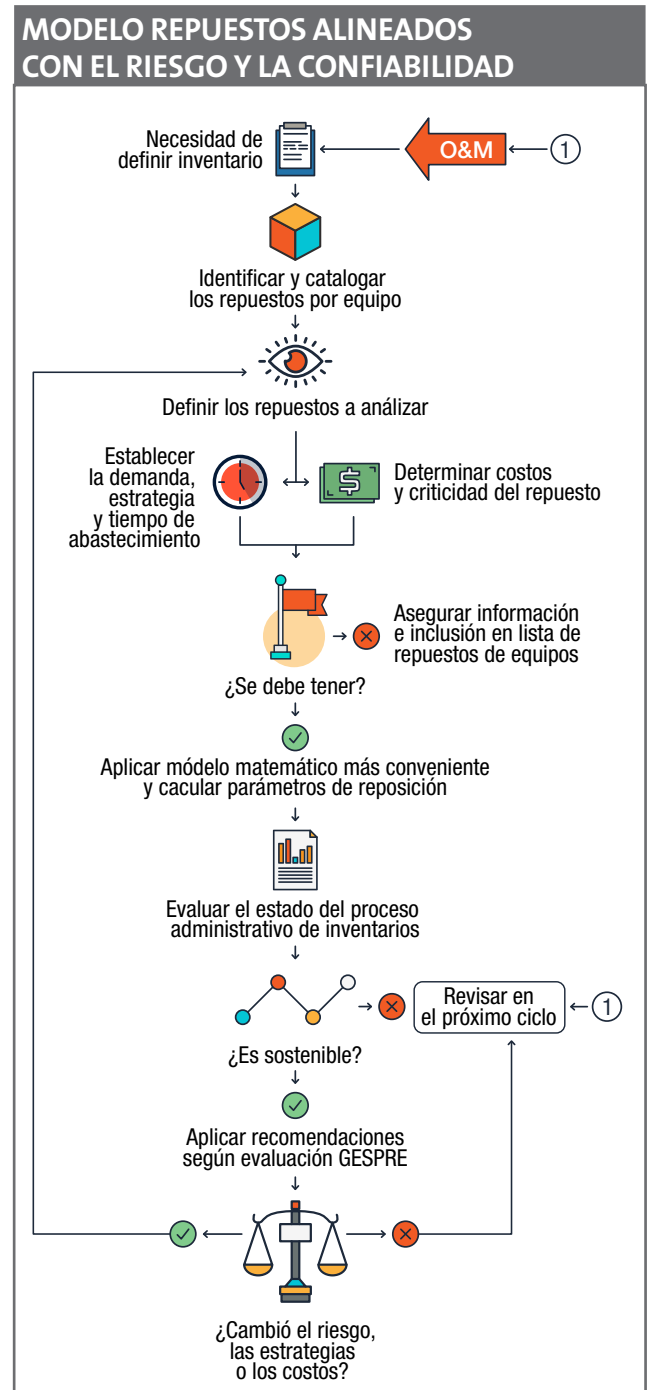 MODELO REPUESTOS ALINEADOS
CON EL RIESGO Y LA CONFIABILIDAD
Necesidad de
definir inventario
O&M
1
Identificar y catalogar
los repuestos por equipo
Definir los repuestos a análizar
Establecer
la demanda,
estrategia
y tiempo de
abastecimiento
$
Determinar costos
y criticidad del repuesto
Asegurar información
e inclusión en lista de
repuestos de equipos
¿Se debe tener?
Aplicar módelo matemático más conveniente
y cacular parámetros de reposición
Evaluar el estado del proceso
administrativo de inventarios
Revisar en
el próximo ciclo
1
¿Es sostenible?
Aplicar recomendaciones
según evaluación GESPRE
¿Cambió el riesgo,
las estrategias
o los costos?